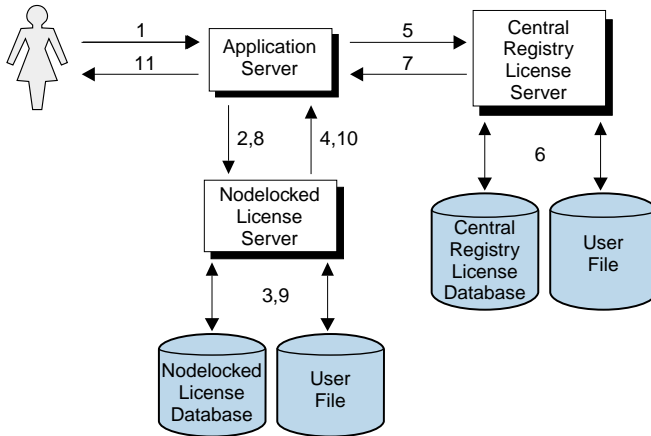 1
11
Application
Server
5
7
Central
Registry
License
Server
2,8
4,10
6
Nodelocked
License
Server
Central
Registry
License
Database
User
File
3,9
Nodelocked
License
Database
User
File